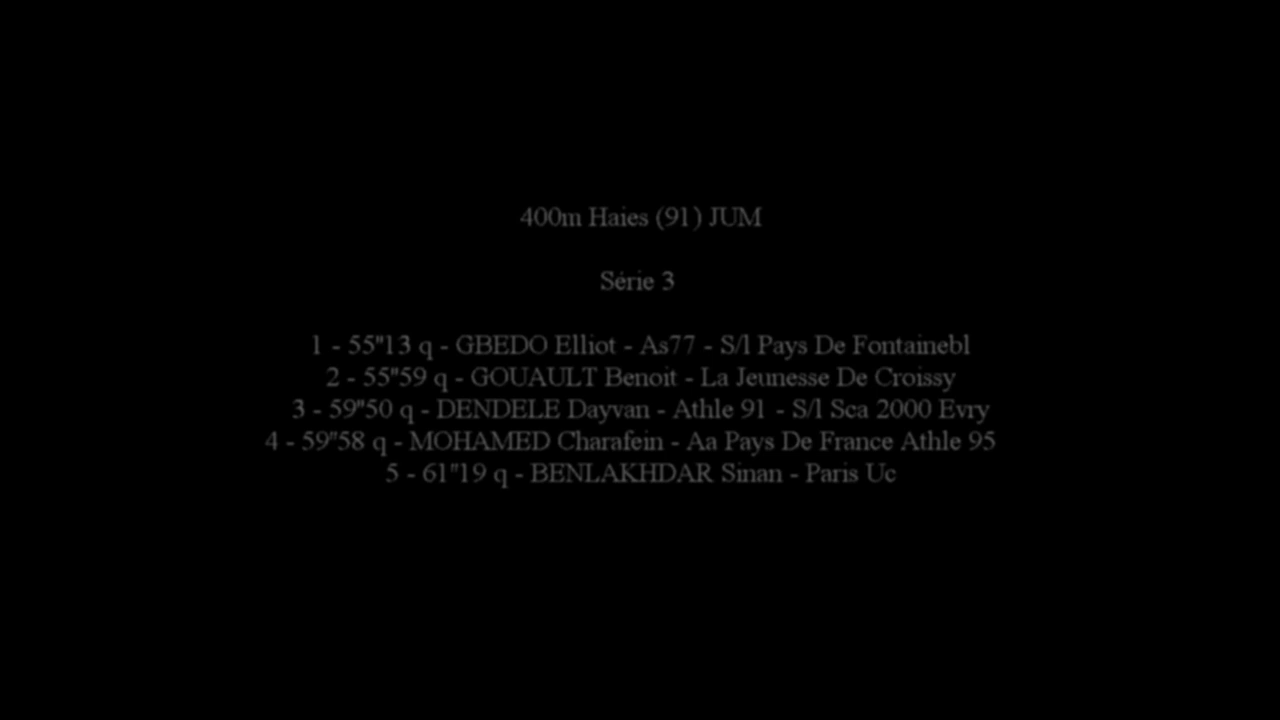 400m Haies (91) JUM
Série 3
1 - 55"13 q - GBEDO Elliot - As77 - S/l Pays De Fontainebl
2 - 55"59 q - GOUAULT Benoit - La Jeunesse De Croissy
3 - 59"50 q - DENDELE Dayvan - Athle 91 - S/l Sca 2000 Evry
4 - 59"58 q - MOHAMED Charafein - Aa Pays De France Athle 95
5 - 61"19 q - BENLAKHDAR Sinan - Paris Uc